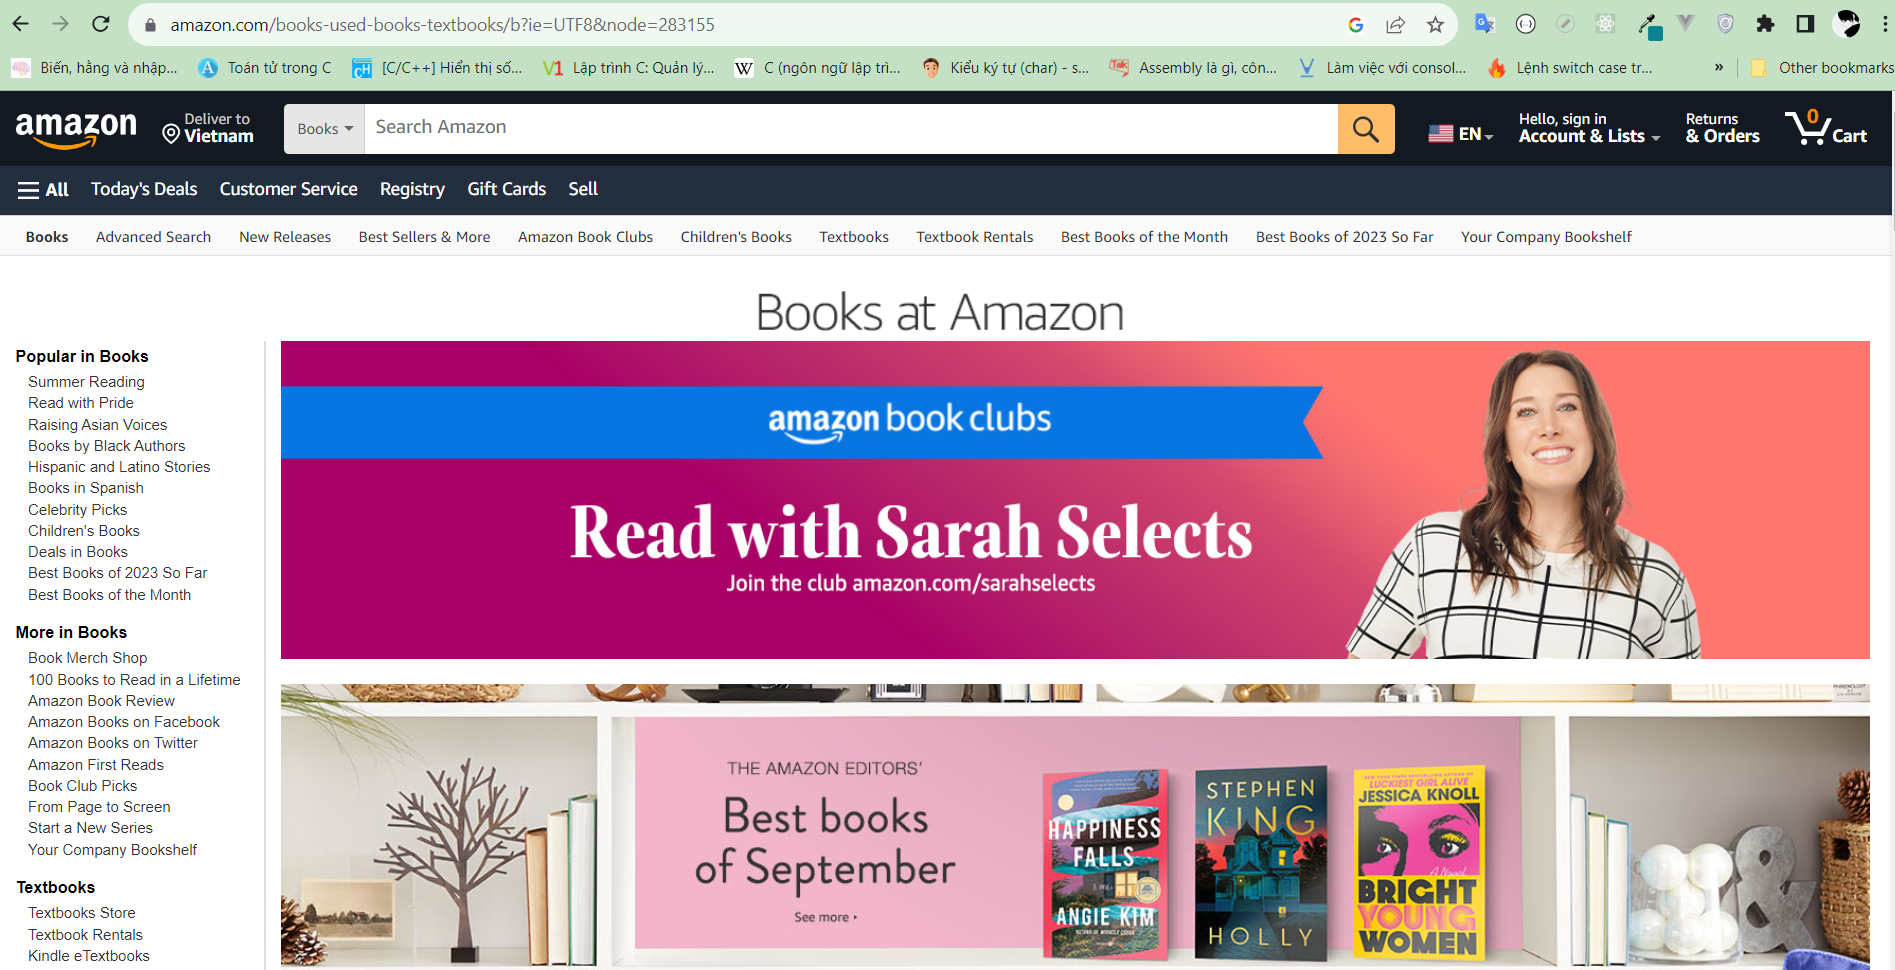 amazon.com/books-used-books-textbooks/b?ie=UTF8&node=283155
Biến, hằng và nhập... Toán tử trong C [C/C++] Hiển thị số... Lập trình C: Quản lý... C (ngôn ngữ lập trì... Kiểu ký tự (char) - s... Assembly là gì, côn... Làm việc với consol... Lệnh switch case tr... » Other bookmarks
amazon
Deliver to
Vietnam
Books
Search Amazon
EN
Hello, sign in
Account & Lists
Returns
& Orders
0
Cart
All Today's Deals Customer Service Registry Gift Cards Sell
Books Advanced Search New Releases Best Sellers & More Amazon Book Clubs Children's Books Textbooks Textbook Rentals Best Books of the Month Best Books of 2023 So Far Your Company Bookshelf
Books at Amazon
Popular in Books
Summer Reading
Read with Pride
Raising Asian Voices
Books by Black Authors
Hispanic and Latino Stories
Books in Spanish
Celebrity Picks
Children's Books
Deals in Books
Best Books of 2023 So Far
Best Books of the Month
More in Books
Book Merch Shop
100 Books to Read in a Lifetime
Amazon Book Review
Amazon Books on Facebook
Amazon Books on Twitter
Amazon First Reads
Book Club Picks
From Page to Screen
Start a New Series
Your Company Bookshelf
Textbooks
Textbooks Store
Textbook Rentals
Kindle eTextbooks
amazon book clubs
Read with Sarah Selects
Join the club amazon.com/sarahselects
THE AMAZON EDITORS'
Best books
of September
See more
HAPPINESS
FALLS
ANGIE KIM
STEPHEN
KING
HOLLY
LUCKIEST GIRL ALIVE
JESSICA KNOLL
A Novel
BRIGHT
YOUNG
WOMEN
&